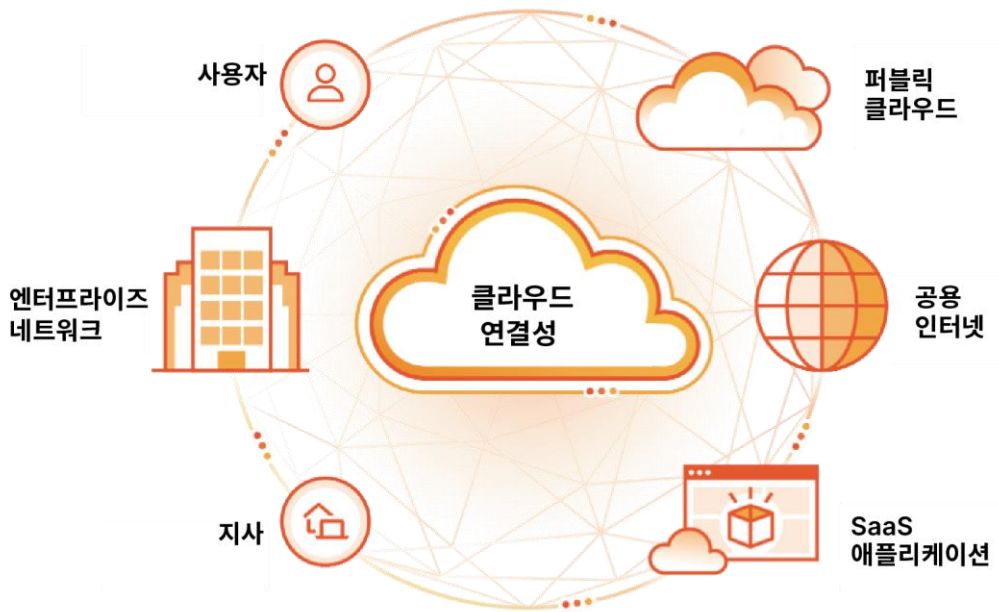 사용자
퍼블릭
클라우드
엔터프라이즈
네트워크
클라우드
연결성
공용
인터넷
지사
SaaS
애플리케이션